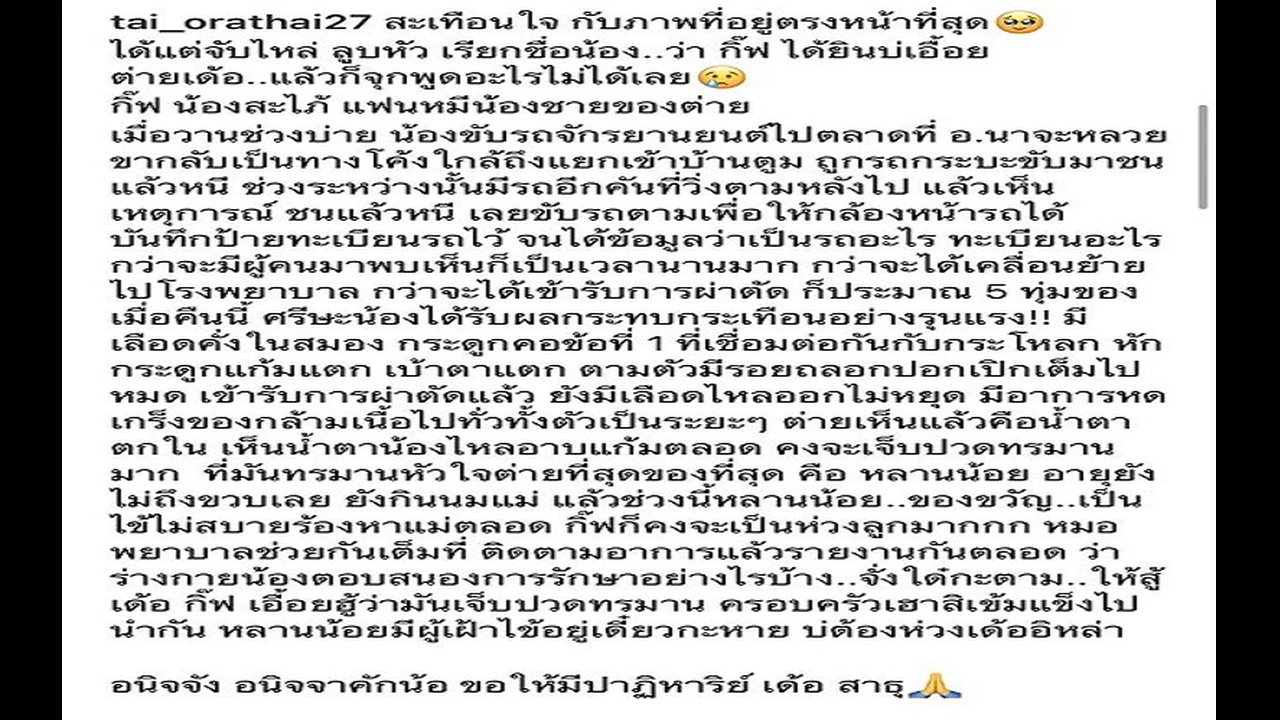 tai_orathai27 สะเทือนใจ กับภาพที่อยู่ตรงหน้าที่สุด🥹
ได้แต่จับไหล่ ลูบหัว เรียกชื่อน้อง..ว่า กิ๊ฟ ได้ยินบ่เอื้อย
ต่ายเด้อ..แล้วก็จุกพูดอะไรไม่ได้เลย😢
กิ๊ฟ น้องสะใภ้ แฟนหมีน้องชายของต่าย
เมื่อวานช่วงบ่าย น้องขับรถจักรยานยนต์ไปตลาดที่ อ.นาจะหลวย
ขากลับเป็นทางโค้งใกล้ถึงแยกเข้าบ้านตูม ถูกรถกระบะขับมาชน
แล้วหนี ช่วงระหว่างนั้นมีรถอีกคันที่วิ่งตามหลังไป แล้วเห็น
เหตุการณ์ ชนแล้วหนี เลยขับรถตามเพื่อให้กล้องหน้ารถได้
บันทึกป้ายทะเบียนรถไว้ จนได้ข้อมูลว่าเป็นรถอะไร ทะเบียนอะไร
กว่าจะมีผู้คนมาพบเห็นก็เป็นเวลานานมาก กว่าจะได้เคลื่อนย้าย
ไปโรงพยาบาล กว่าจะได้เข้ารับการผ่าตัด ก็ประมาณ 5 ทุ่มของ
เมื่อคืนนี้ ศรีษะน้องได้รับผลกระทบกระเทือนอย่างรุนแรง!! มี
เลือดคั่งในสมอง กระดูกคอข้อที่ 1 ที่เชื่อมต่อกันกับกระโหลก หัก
กระดูกแก้มแตก เบ้าตาแตก ตามตัวมีรอยถลอกปอกเปิกเต็มไป
หมด เข้ารับการผ่าตัดแล้ว ยังมีเลือดไหลออกไม่หยุด มีอาการหด
เกร็งของกล้ามเนื้อไปทั่วทั้งตัวเป็นระยะๆ ต่ายเห็นแล้วคือน้ำตา
ตกใน เห็นน้ำตาน้องไหลอาบแก้มตลอด คงจะเจ็บปวดทรมาน
มาก ที่มันทรมานหัวใจต่ายที่สุดของที่สุด คือ หลานน้อย อายุยัง
ไม่ถึงขวบเลย ยังกินนมแม่ แล้วช่วงนี้หลานน้อย..ของขวัญ..เป็น
ไข้ไม่สบายร้องหาแม่ตลอด กิ๊ฟก็คงจะเป็นห่วงลูกมากกก หมอ
พยาบาลช่วยกันเต็มที่ ติดตามอาการแล้วรายงานกันตลอด ว่า
ร่างกายน้องตอบสนองการรักษาอย่างไรบ้าง..จั่งใด๋กะตาม..ให้สู้
เด้อ กิ๊ฟ เอื้อยฮู้ว่ามันเจ็บปวดทรมาน ครอบครัวเฮาสิเข้มแข็งไป
นำกัน หลานน้อยมีผู้เฝ้าไข้อยู่เดี๋ยวกะหาย บ่ต้องห่วงเด้ออิหล่า
อนิจจัง อนิจจาคักน้อ ขอให้มีปาฏิหาริย์ เด้อ สาธุ🙏